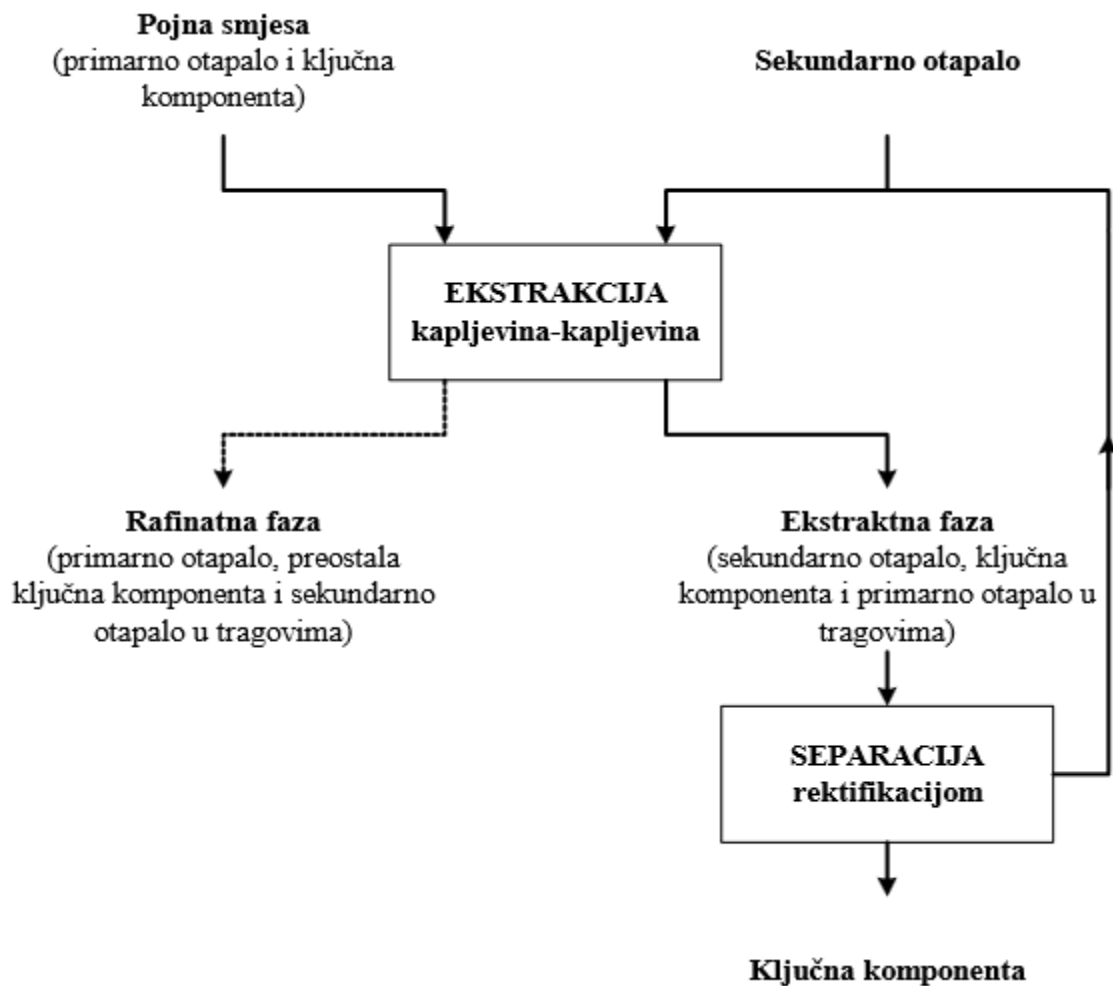 Pojna smjesa
(primarno otapalo i ključna
komponenta)
Sekundarno otapalo
EKSTRAKCIJA
kapljevina-kapljevina
Rafinatna faza
(primarno otapalo, preostala
ključna komponenta i sekundarno
otapalo u tragovima)
Ekstraktna faza
(sekundarno otapalo, ključna
komponenta i primarno otapalo u
tragovima)
SEPARACIJA
rektifikacijom
Ključna komponenta